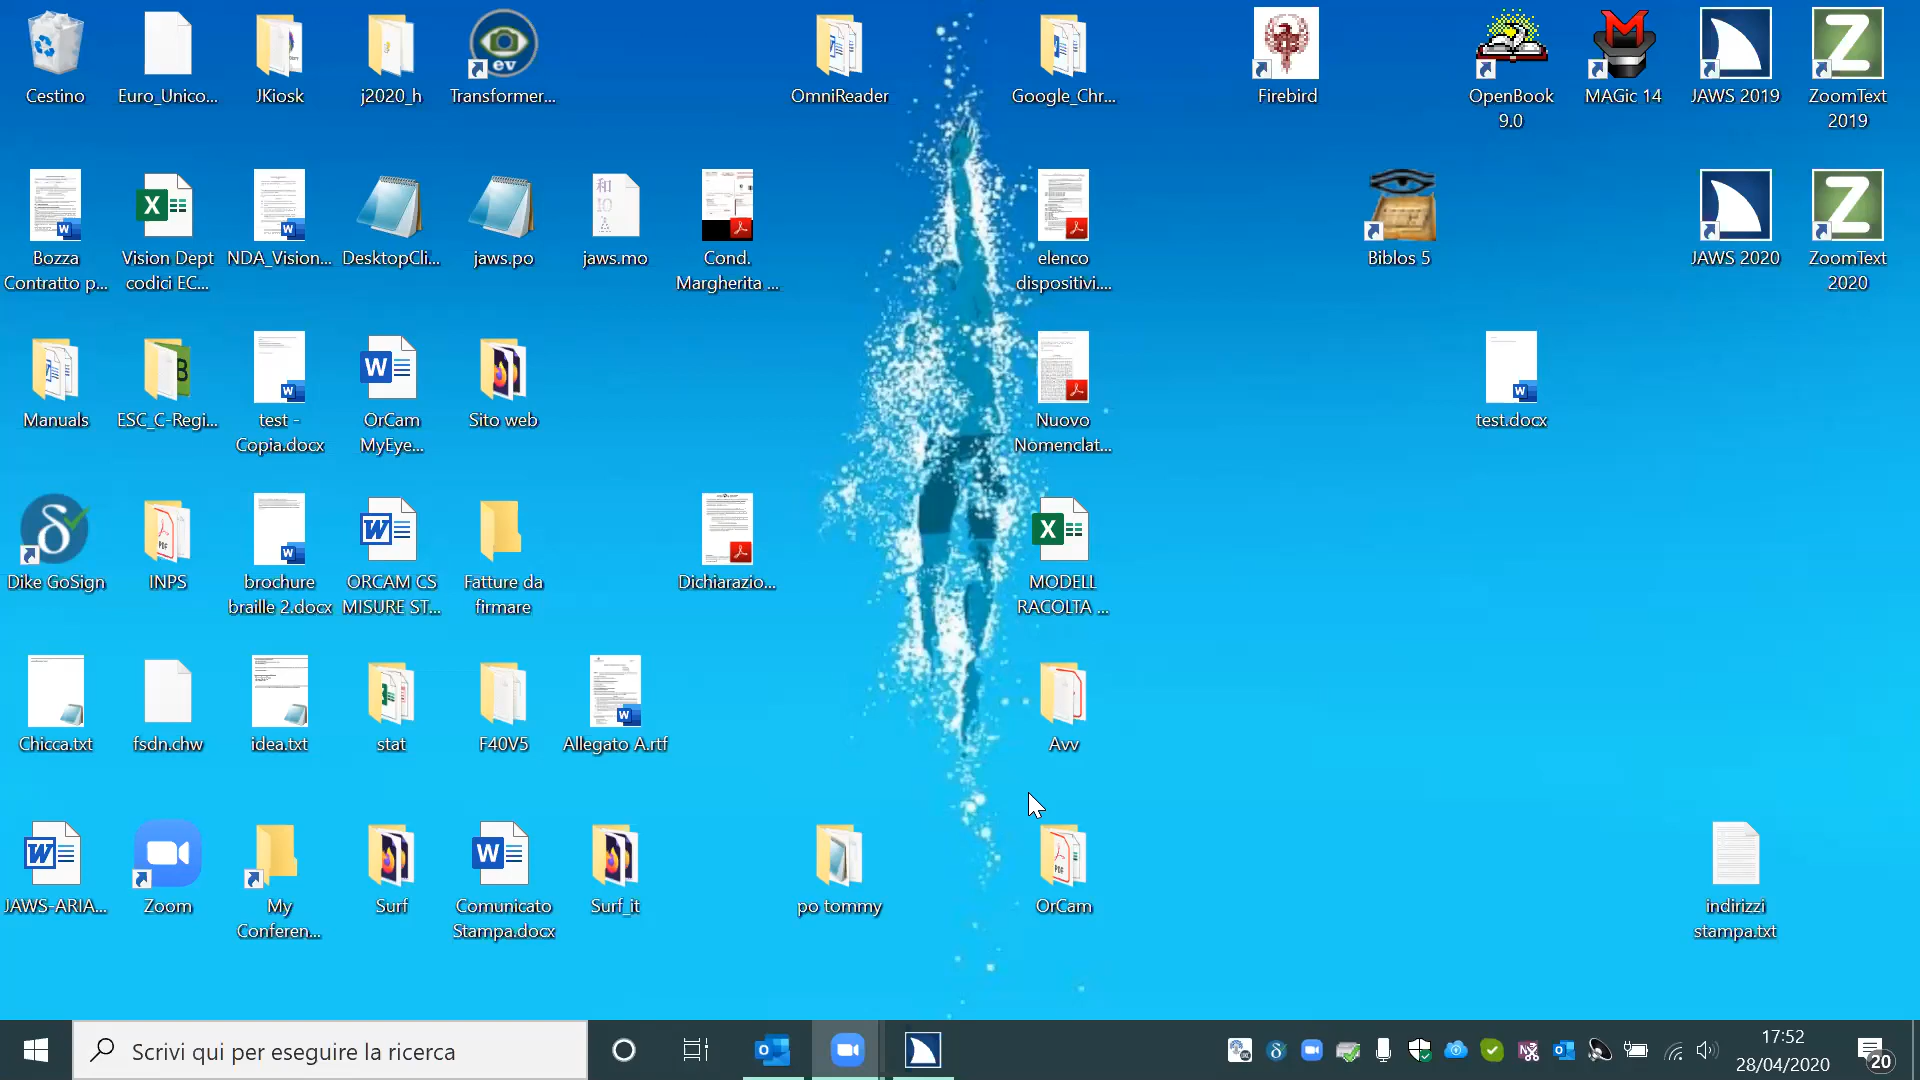 Cestino
Euro_Unico...
JKiosk
j2020_h
ev
Transformer...
OmniReader
Google_Chr...
Firebird
OpenBook
9.0
MAGic 14
JAWS 2019
ZoomText
2019
Bozza
Contratto p...
Vision Dept
codici EC...
NDA_Vision...
DesktopCli...
jaws.po
jaws.mo
Cond.
Margherita ...
elenco
dispositivi....
Biblos 5
JAWS 2020
ZoomText
2020
Manuals
ESC_C-Regi...
test -
Copia.docx
OrCam
MyEye...
Sito web
Nuovo
Nomenclat...
test.docx
Dike GoSign
INPS
brochure
braille 2.docx
ORCAM CS
MISURE ST...
Fatture da
firmare
Dichiarazio...
MODELL
RACOLTA ...
Chicca.txt
fsdn.chw
idea.txt
stat
F40V5
Allegato A.rtf
Avv
JAWS-ARIA...
Zoom
My
Conferen...
Surf
Comunicato
Stampa.docx
Surf_it
po tommy
OrCam
indirizzi
stampa.txt
Scrivi qui per eseguire la ricerca
17:52
28/04/2020
20